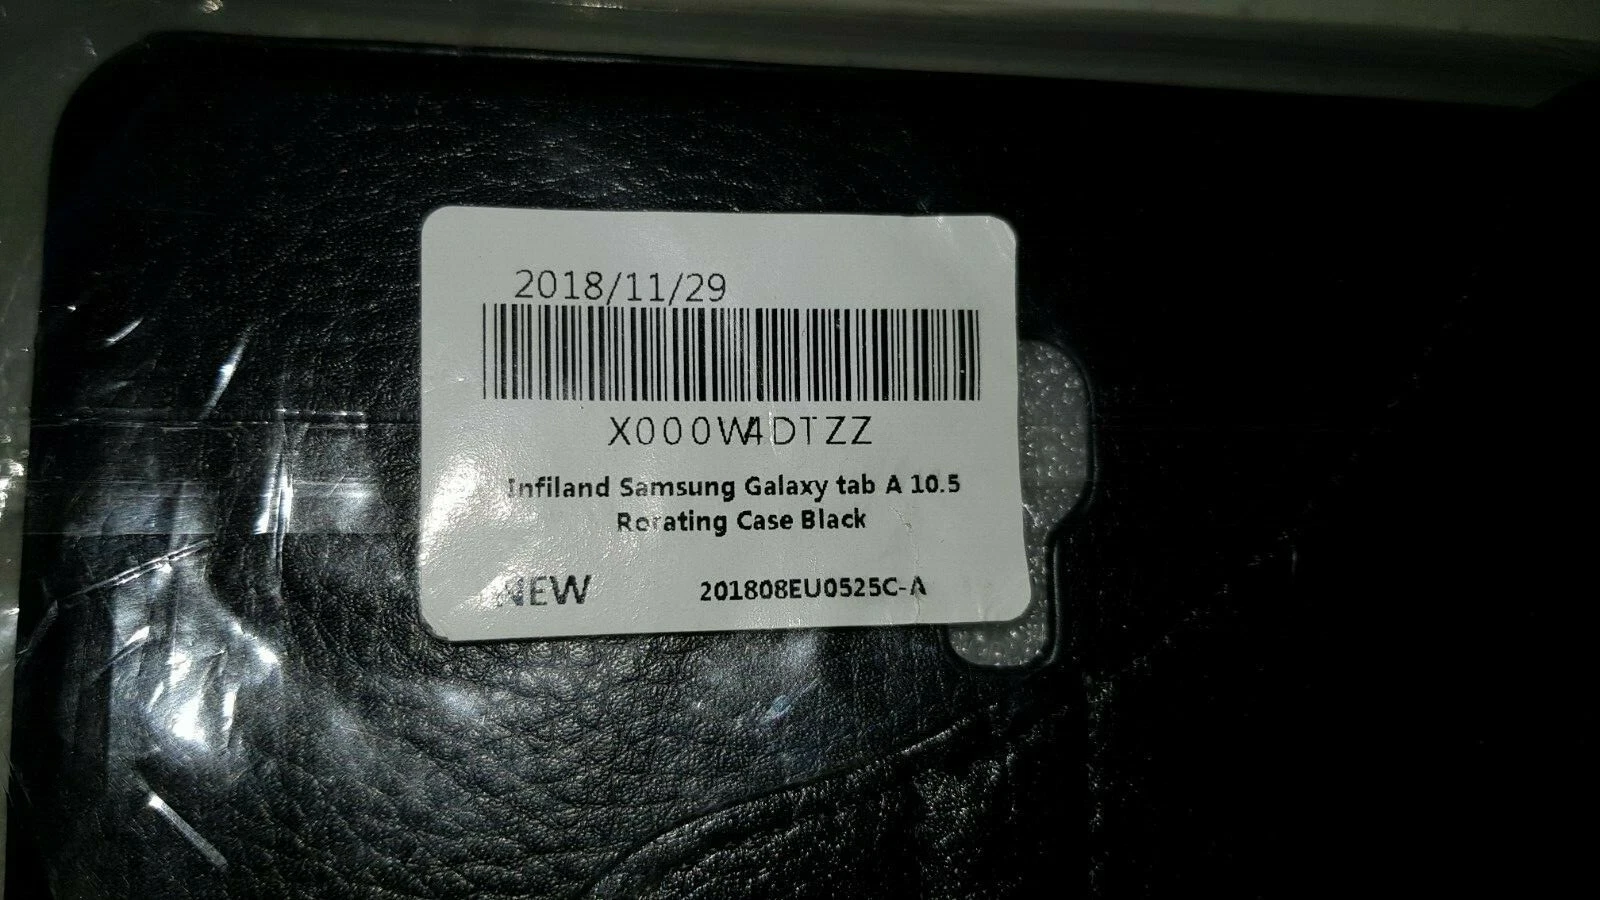 2018/11/29
X000W4DTZZ
Infiland Samsung Galaxy tab A 10.5
Rorating Case Black
NEW 201808EU0525C-A